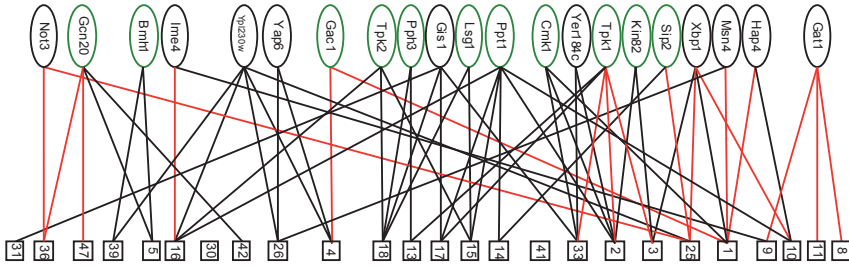 Not3
Gcn20
Bmh1
Ime4
Ypl230w
Yap6
Gac1
Tpk2
Pph3
Gis1
Lsg1
Ppt1
Cmk1
Yer184c
Tpk1
Kin82
Sip2
Xbp1
Msn4
Hap4
Gat1
31
36
47
39
5
16
30
42
26
4
18
13
17
15
14
41
33
2
3
25
1
9
10
11
8